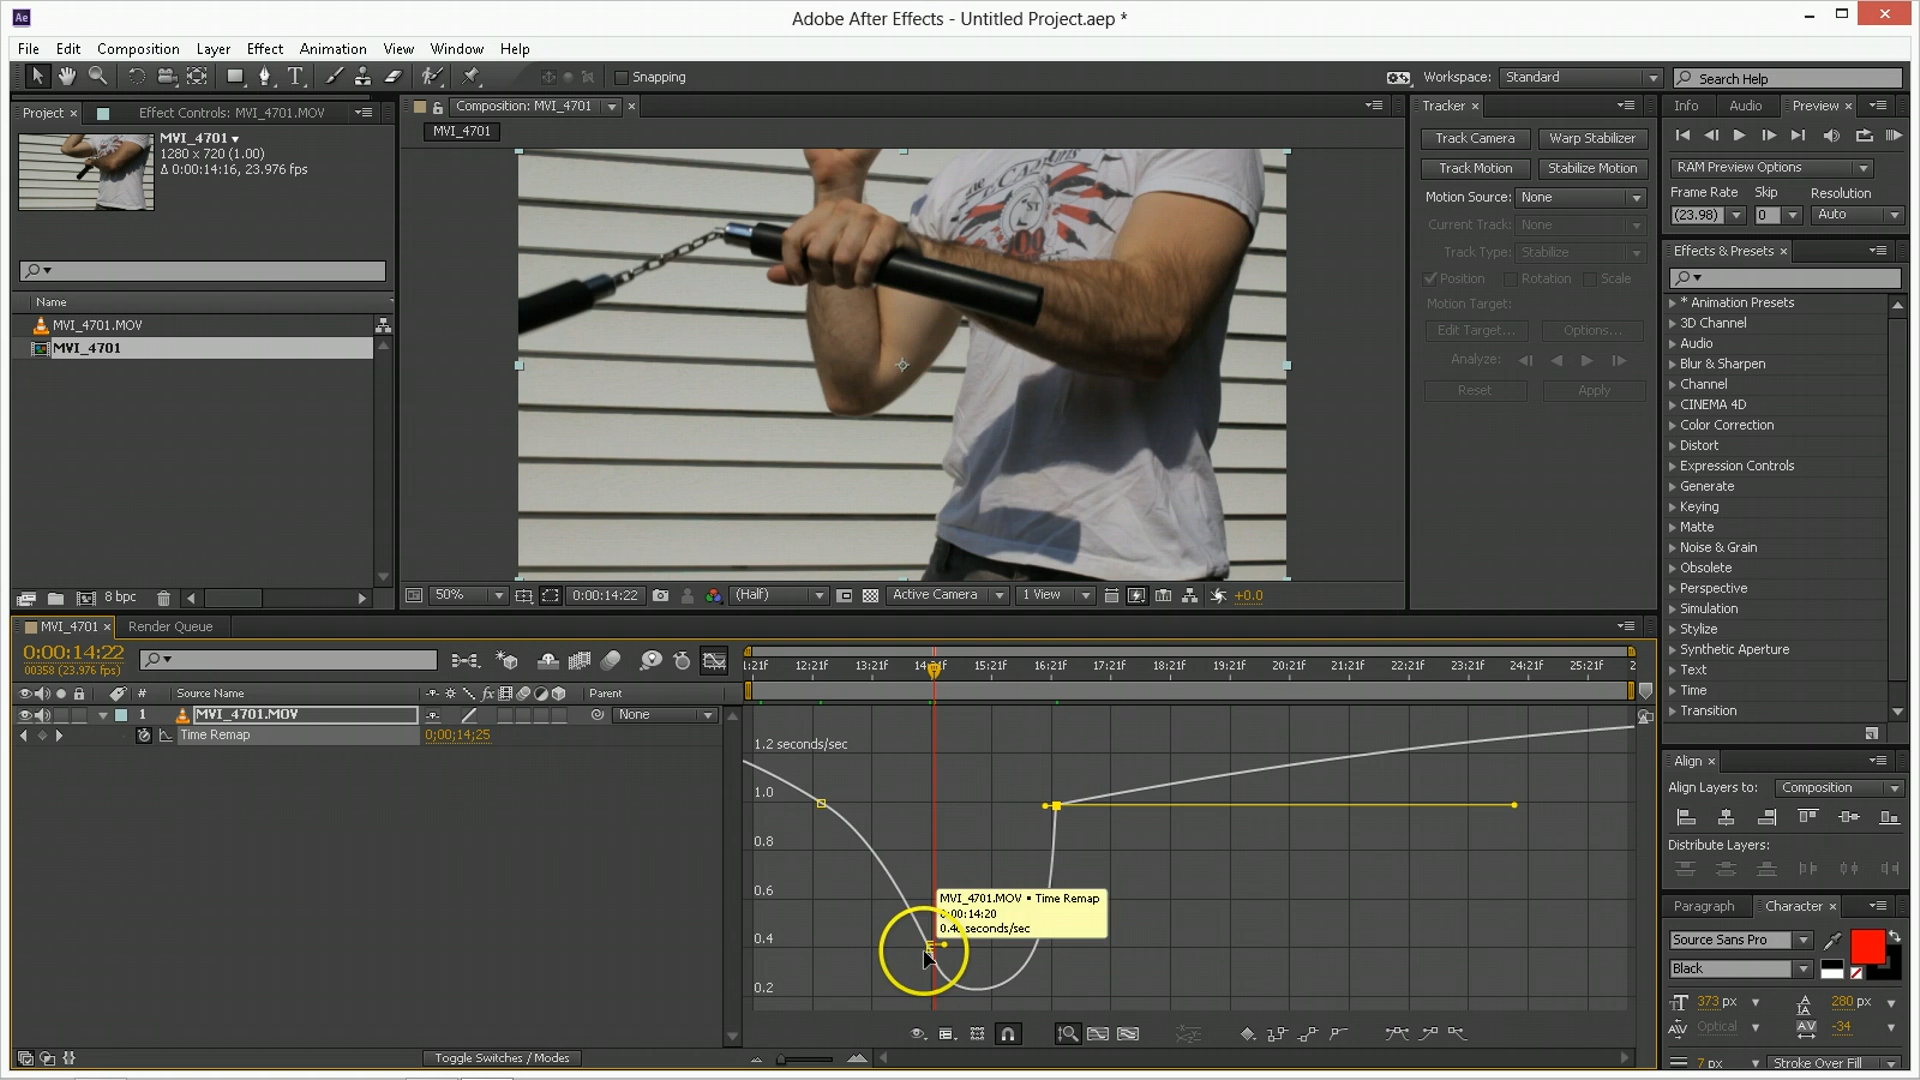 Ae
Adobe After Effects - Untitled Project.aep *
File Edit Composition Layer Effect Animation View Window Help
Snapping
Workspace: Standard
Search Help
Project × Effect Controls: MVI_4701.MOV
MVI_4701
1280 x 720 (1.00)
Δ 0:00:14:16, 23.976 fps
Name
MVI_4701.MOV
MVI_4701
8 bpc
Composition: MVI_4701 ×
MVI_4701
50%
0:00:14:22
(Half)
Active Camera
1 View
+0.0
Tracker ×
Track Camera Warp Stabilizer
Track Motion Stabilize Motion
Motion Source: None
Current Track: None
Track Type: Stabilize
Position Rotation Scale
Motion Target:
Edit Target... Options...
Analyze:
Reset Apply
Info Audio Preview ×
RAM Preview Options
Frame Rate Skip Resolution
(23.98) 0 Auto
Effects & Presets ×
* Animation Presets
3D Channel
Audio
Blur & Sharpen
Channel
CINEMA 4D
Color Correction
Distort
Expression Controls
Generate
Keying
Matte
Noise & Grain
Obsolete
Perspective
Simulation
Stylize
Synthetic Aperture
Text
Time
Transition
Align ×
Align Layers to: Composition
Distribute Layers:
Paragraph Character ×
Source Sans Pro
Black
373 px 280 px
Optical -34
7 px Stroke Over Fill
MVI_4701 × Render Queue
0:00:14:22
00358 (23.976 fps)
# Source Name fx Parent
1 MVI_4701.MOV None
Time Remap 0;00;14;25
Toggle Switches / Modes
1:21f 12:21f 13:21f 14:21f 15:21f 16:21f 17:21f 18:21f 19:21f 20:21f 21:21f 22:21f 23:21f 24:21f 25:21f 2
1.2 seconds/sec
1.0
0.8
0.6
0.4
0.2
MVI_4701.MOV • Time Remap
0:00:14:20
seconds/sec